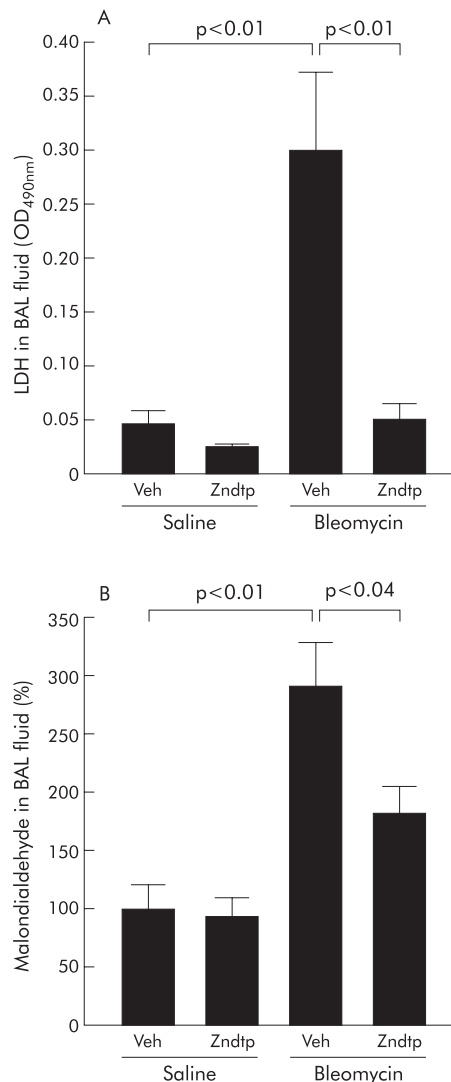 A
p<0.01 p<0.01
LDH in BAL fluid (OD490nm)
0.40
0.35
0.30
0.25
0.20
0.15
0.10
0.05
0
Veh Zndtp Veh Zndtp
Saline Bleomycin
B
p<0.01 p<0.04
Malondialdehyde in BAL fluid (%)
350
300
250
200
150
100
50
0
Veh Zndtp Veh Zndtp
Saline Bleomycin